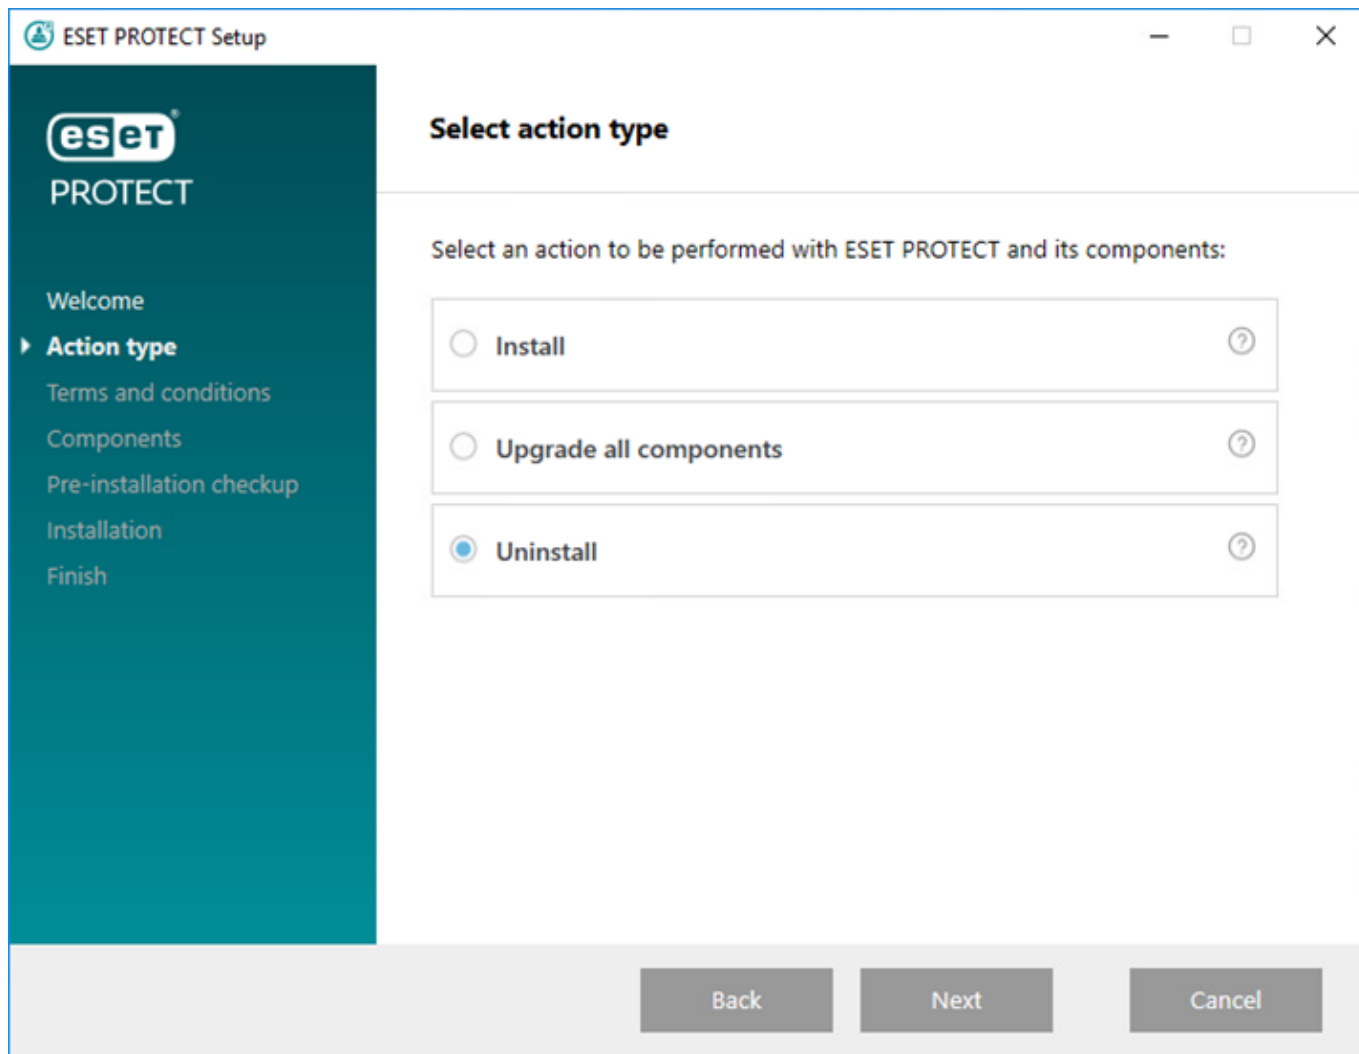 ESET PROTECT Setup
eset®
PROTECT
Welcome
Action type
Terms and conditions
Components
Pre-installation checkup
Installation
Finish
Select action type
Select an action to be performed with ESET PROTECT and its components:
Install
Upgrade all components
Uninstall
Back
Next
Cancel